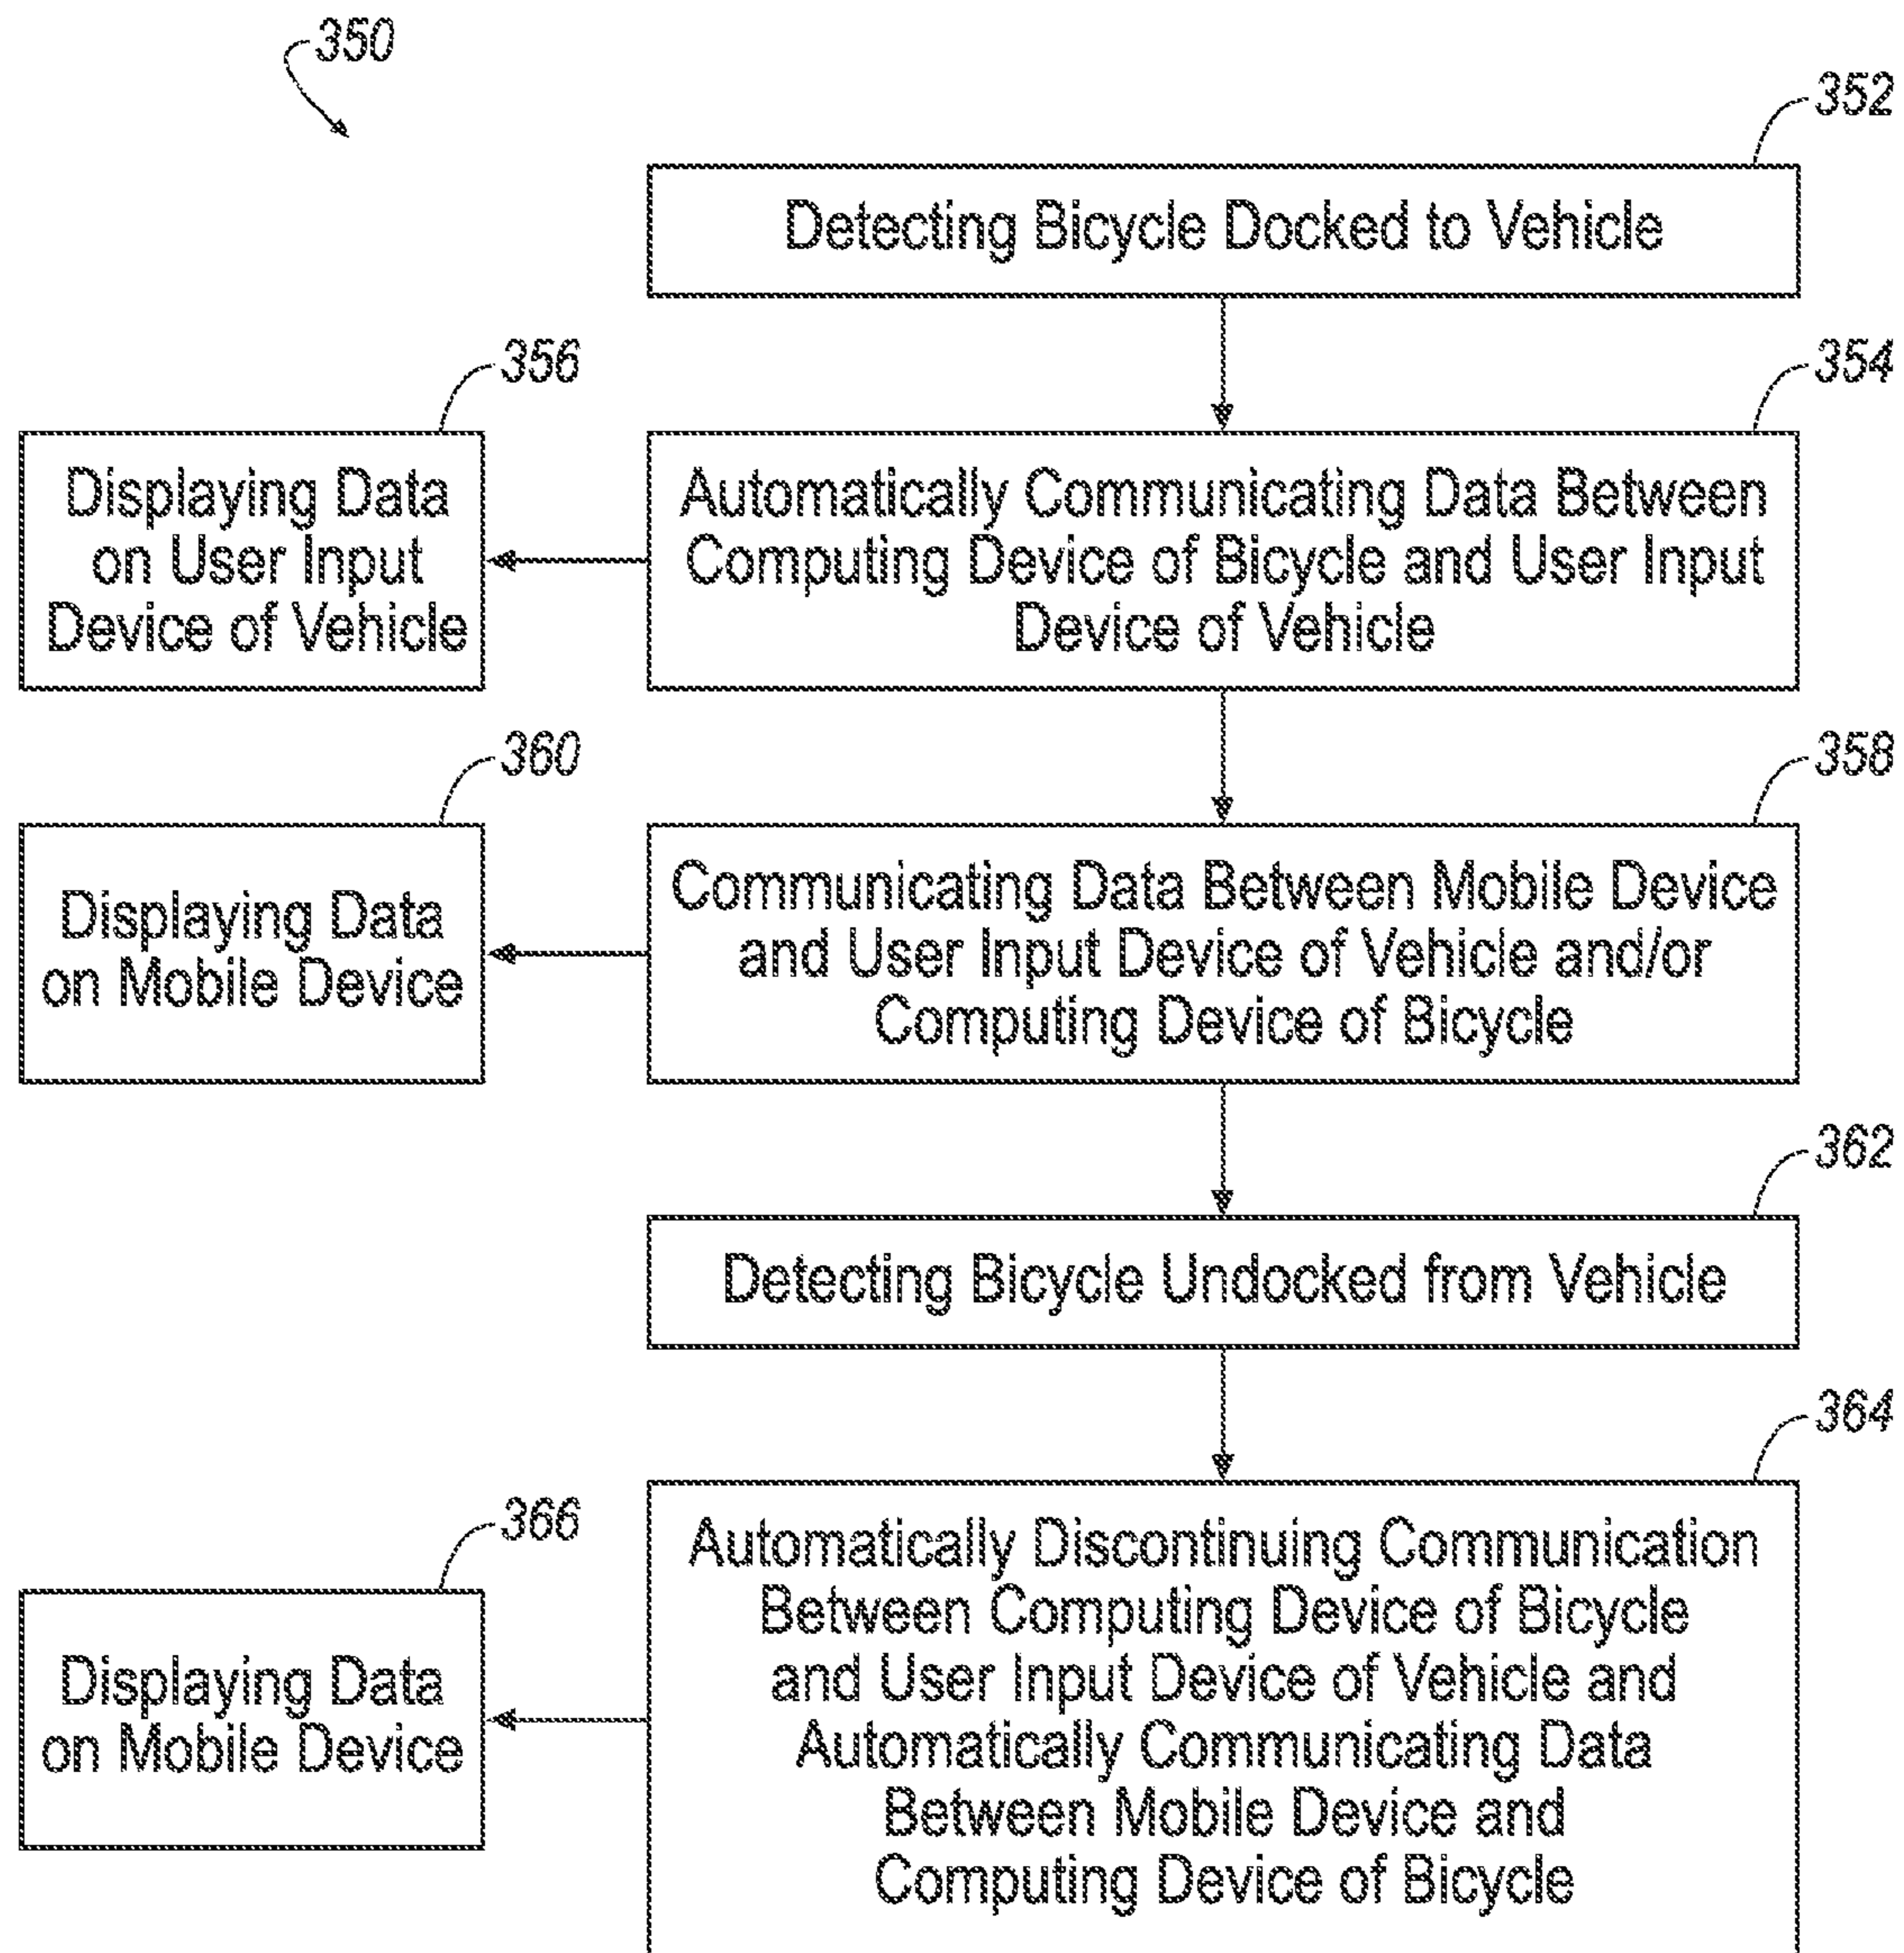 350
352
Detecting Bicycle Docked to Vehicle
356
354
Displaying Data
on User Input
Device of Vehicle
Automatically Communicating Data Between
Computing Device of Bicycle and User Input
Device of Vehicle
360
358
Displaying Data
on Mobile Device
Communicating Data Between Mobile Device
and User Input Device of Vehicle and/or
Computing Device of Bicycle
362
Detecting Bicycle Undocked from Vehicle
364
366
Displaying Data
on Mobile Device
Automatically Discontinuing Communication
Between Computing Device of Bicycle
and User Input Device of Vehicle and
Automatically Communicating Data
Between Mobile Device and
Computing Device of Bicycle